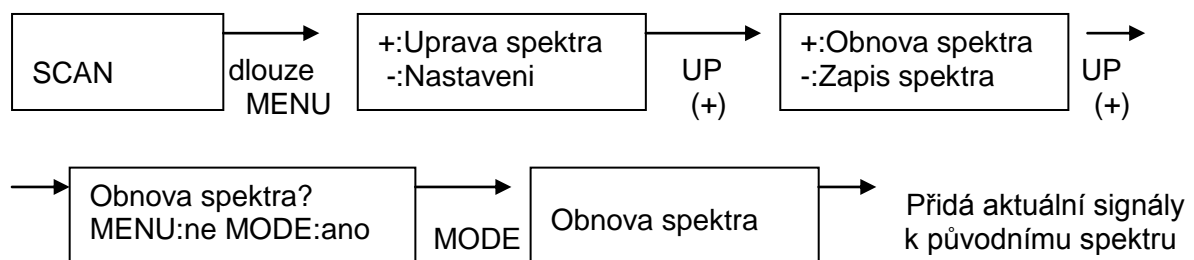 SCAN
dlouze
MENU
+:Uprava spektra
-:Nastaveni
UP
(+)
+:Obnova spektra
-:Zapis spektra
UP
(+)
Obnova spektra?
MENU:ne MODE:ano
MODE
Obnova spektra
Přidá aktuální signály
k původnímu spektru